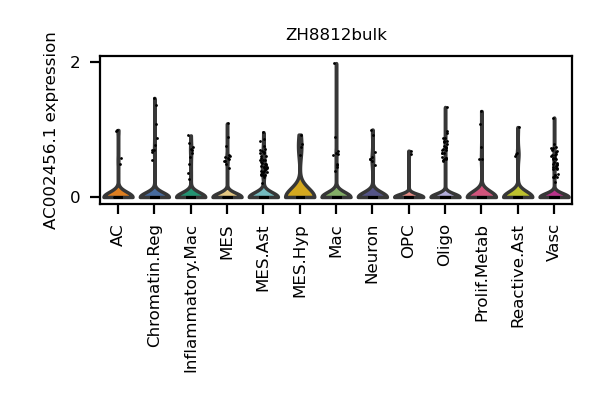 ZH8812bulk
AC002456.1 expression
2
0
AC
Chromatin.Reg
Inflammatory.Mac
MES
MES.Ast
MES.Hyp
Mac
Neuron
OPC
Oligo
Prolif.Metab
Reactive.Ast
Vasc